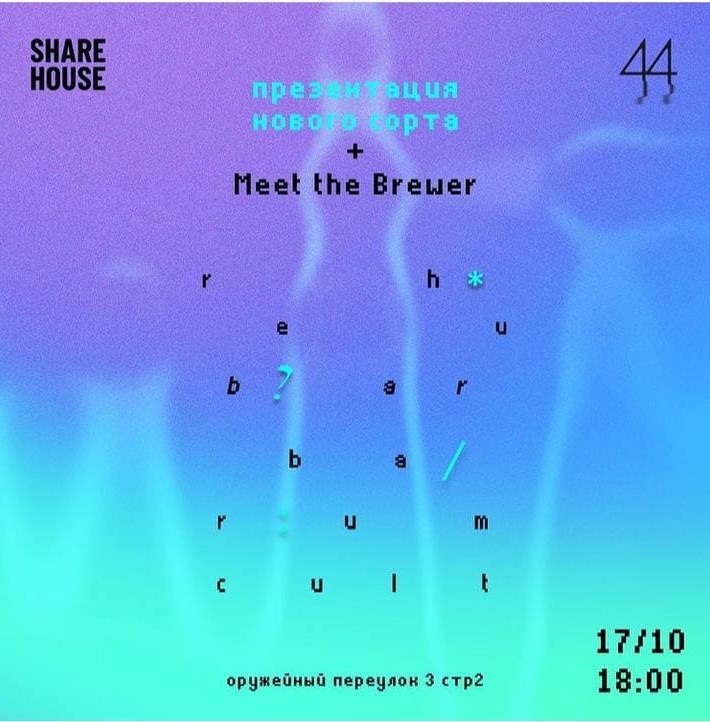 SHARE
HOUSE
44
презентация
нового сорта
+
Meet the Brewer
r h *
e u
b ? a r
b a /
r : u m
c u l t
17/10
18:00
оружейный переулок 3 стр2